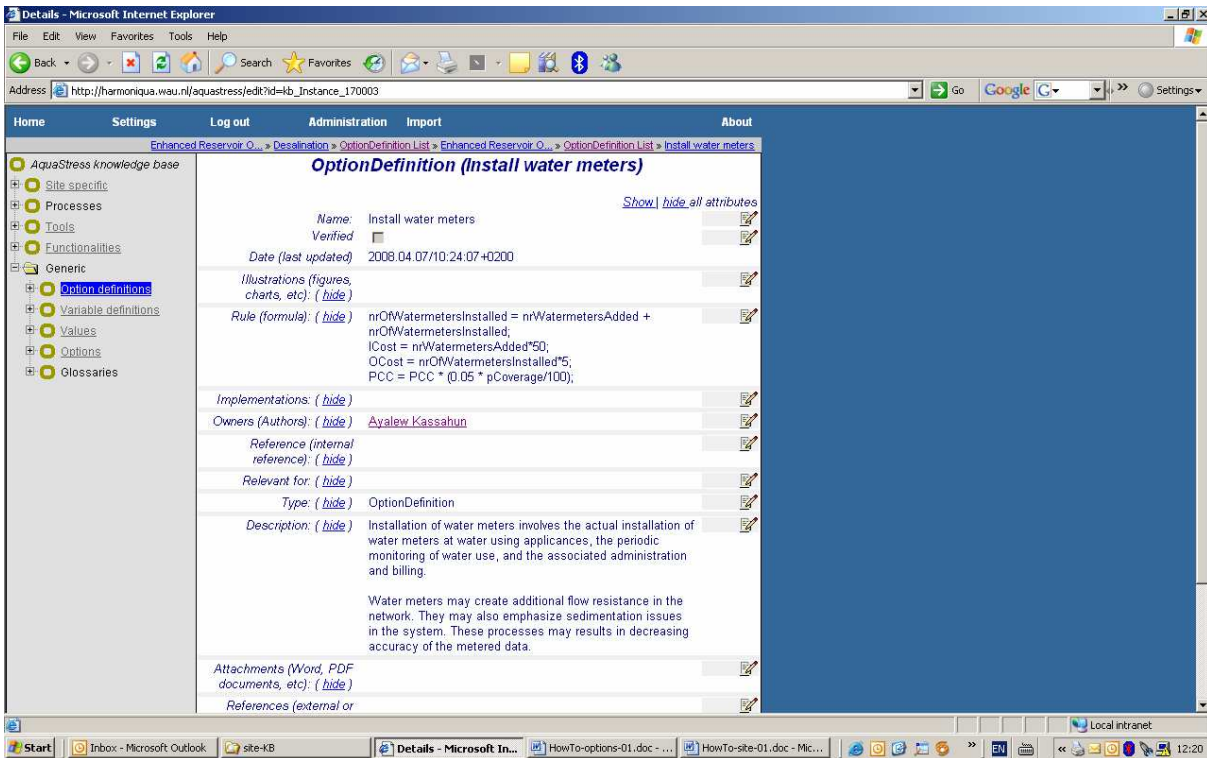 Details - Microsoft Internet Explorer
File Edit View Favorites Tools Help
Back Search Favorites
Address http://harmoniqua.wau.nl/aquastress/edit?id=kb_Instance_170003 Go Google G Settings
Home Settings Log out Administration Import About
Enhanced Reservoir O... » Desalination » OptionDefinition List » Enhanced Reservoir O... » OptionDefinition List » Install water meters
AquaStress knowledge base
Site specific
Processes
Tools
Functionalities
Generic
Option definitions
Variable definitions
Values
Options
Glossaries
OptionDefinition (Install water meters)
Show | hide all attributes
Name: Install water meters
Verified
Date (last updated) 2008.04.07/10:24:07+0200
Illustrations (figures,
charts, etc): ( hide )
Rule (formula): ( hide ) nrOfWatermetersInstalled = nrWatermetersAdded +
nrOfWatermetersInstalled;
ICost = nrWatermetersAdded*50;
OCost = nrOfWatermetersInstalled*5;
PCC = PCC * (0.05 * pCoverage/100);
Implementations: ( hide )
Owners (Authors): ( hide ) Ayalew Kassahun
Reference (internal
reference): ( hide )
Relevant for: ( hide )
Type: ( hide ) OptionDefinition
Description: ( hide ) Installation of water meters involves the actual installation of
water meters at water using applicances, the periodic
monitoring of water use, and the associated administration
and billing.
Water meters may create additional flow resistance in the
network. They may also emphasize sedimentation issues
in the system. These processes may results in decreasing
accuracy of the metered data.
Attachments (Word, PDF
documents, etc): ( hide )
References (external or
Local intranet
Start Inbox - Microsoft Outlook site-KB Details - Microsoft In... HowTo-options-01.doc - ... HowTo-site-01.doc - Mic... » EN « 12:20